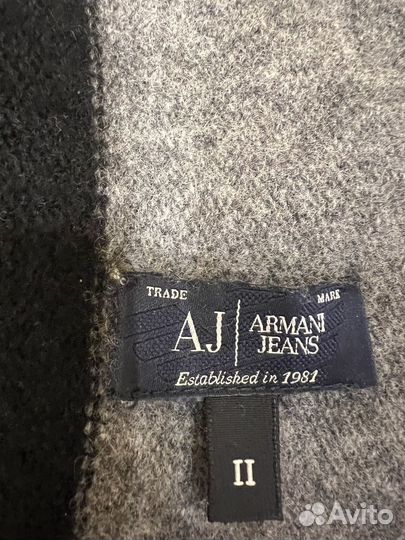 TRADE MARK
AJ ARMANI
JEANS
Established in 1981
II
Avito